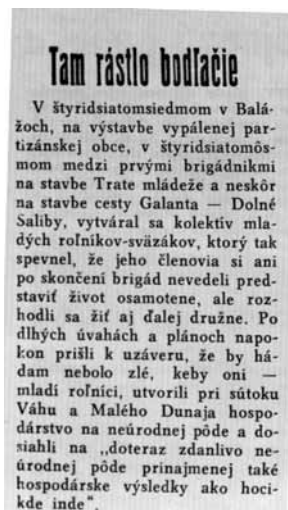 Tam rástlo bodľačie
V štyridsiatomsiedmom v Balá-
žoch, na výstavbe vypálenej par-
tizánskej obce, v štyridsiatomôs-
mom medzi prvými brigádnikmi
na stavbe Trate mládeže a neskôr
na stavbe cesty Galanta — Dolné
Saliby, vytváral sa kolektív mla-
dých roľníkov-sväzákov, ktorý tak
spevnel, že jeho členovia si ani
po skončení brigád nevedeli pred-
staviť život osamotene, ale roz-
hodli sa žiť aj ďalej družne. Po
dlhých úvahách a plánoch napo-
kon prišli k uzáveru, že by há-
dam nebolo zlé, keby oni —
mladí roľníci, utvorili pri sútoku
Váhu a Malého Dunaja hospo-
dárstvo na neúrodnej pôde a do-
siahli na „doteraz zdanlivo ne-
úrodnej pôde prinajmenej také
hospodárske výsledky ako hoci-
kde inde“.